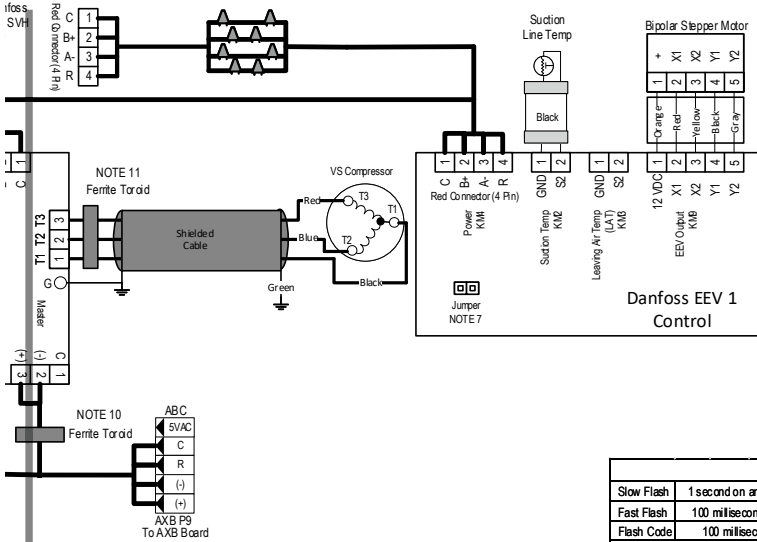 SVH
Red Connector (4 Pin)
C 1
B+ 2
A- 3
R 4
Suction
Line Temp
Black
Bipolar Stepper Motor
+ X1 X2 Y1 Y2
1 2 3 4 5
Orange
Red
Yellow
Black
Gray
1
C
NOTE 11
Ferrite Toroid
T3 3
T2 2
T1 1
G
Master
Shielded
Cable
Green
VS Compressor
Red
Blue
Black
T3
T1
T2
1 2 3 4
C B+ A- R
Red Connector (4 Pin)
Power
KM4
1 2
GND S2
Suction Temp
KM2
1 2
GND S2
Leaving Air Temp
(LAT)
KM3
1 2 3 4 5
12 VDC X1 X2 Y1 Y2
EEV Output
KM9
Jumper
NOTE 7
Danfoss EEV 1
Control
(+) (-) C
3 2 1
NOTE 10
Ferrite Toroid
ABC
5VAC
C
R
(-)
(+)
AXB P9
To AXB Board
Slow Flash 1 second on
Fast Flash 100
Flash Code 100